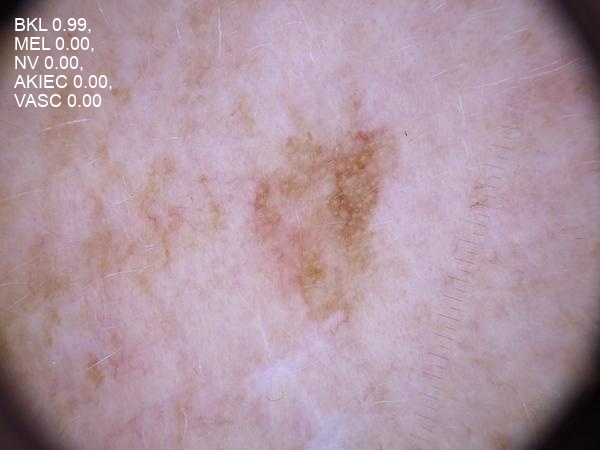 BKL 0.99,
MEL 0.00,
NV 0.00,
AKIEC 0.00,
VASC 0.00